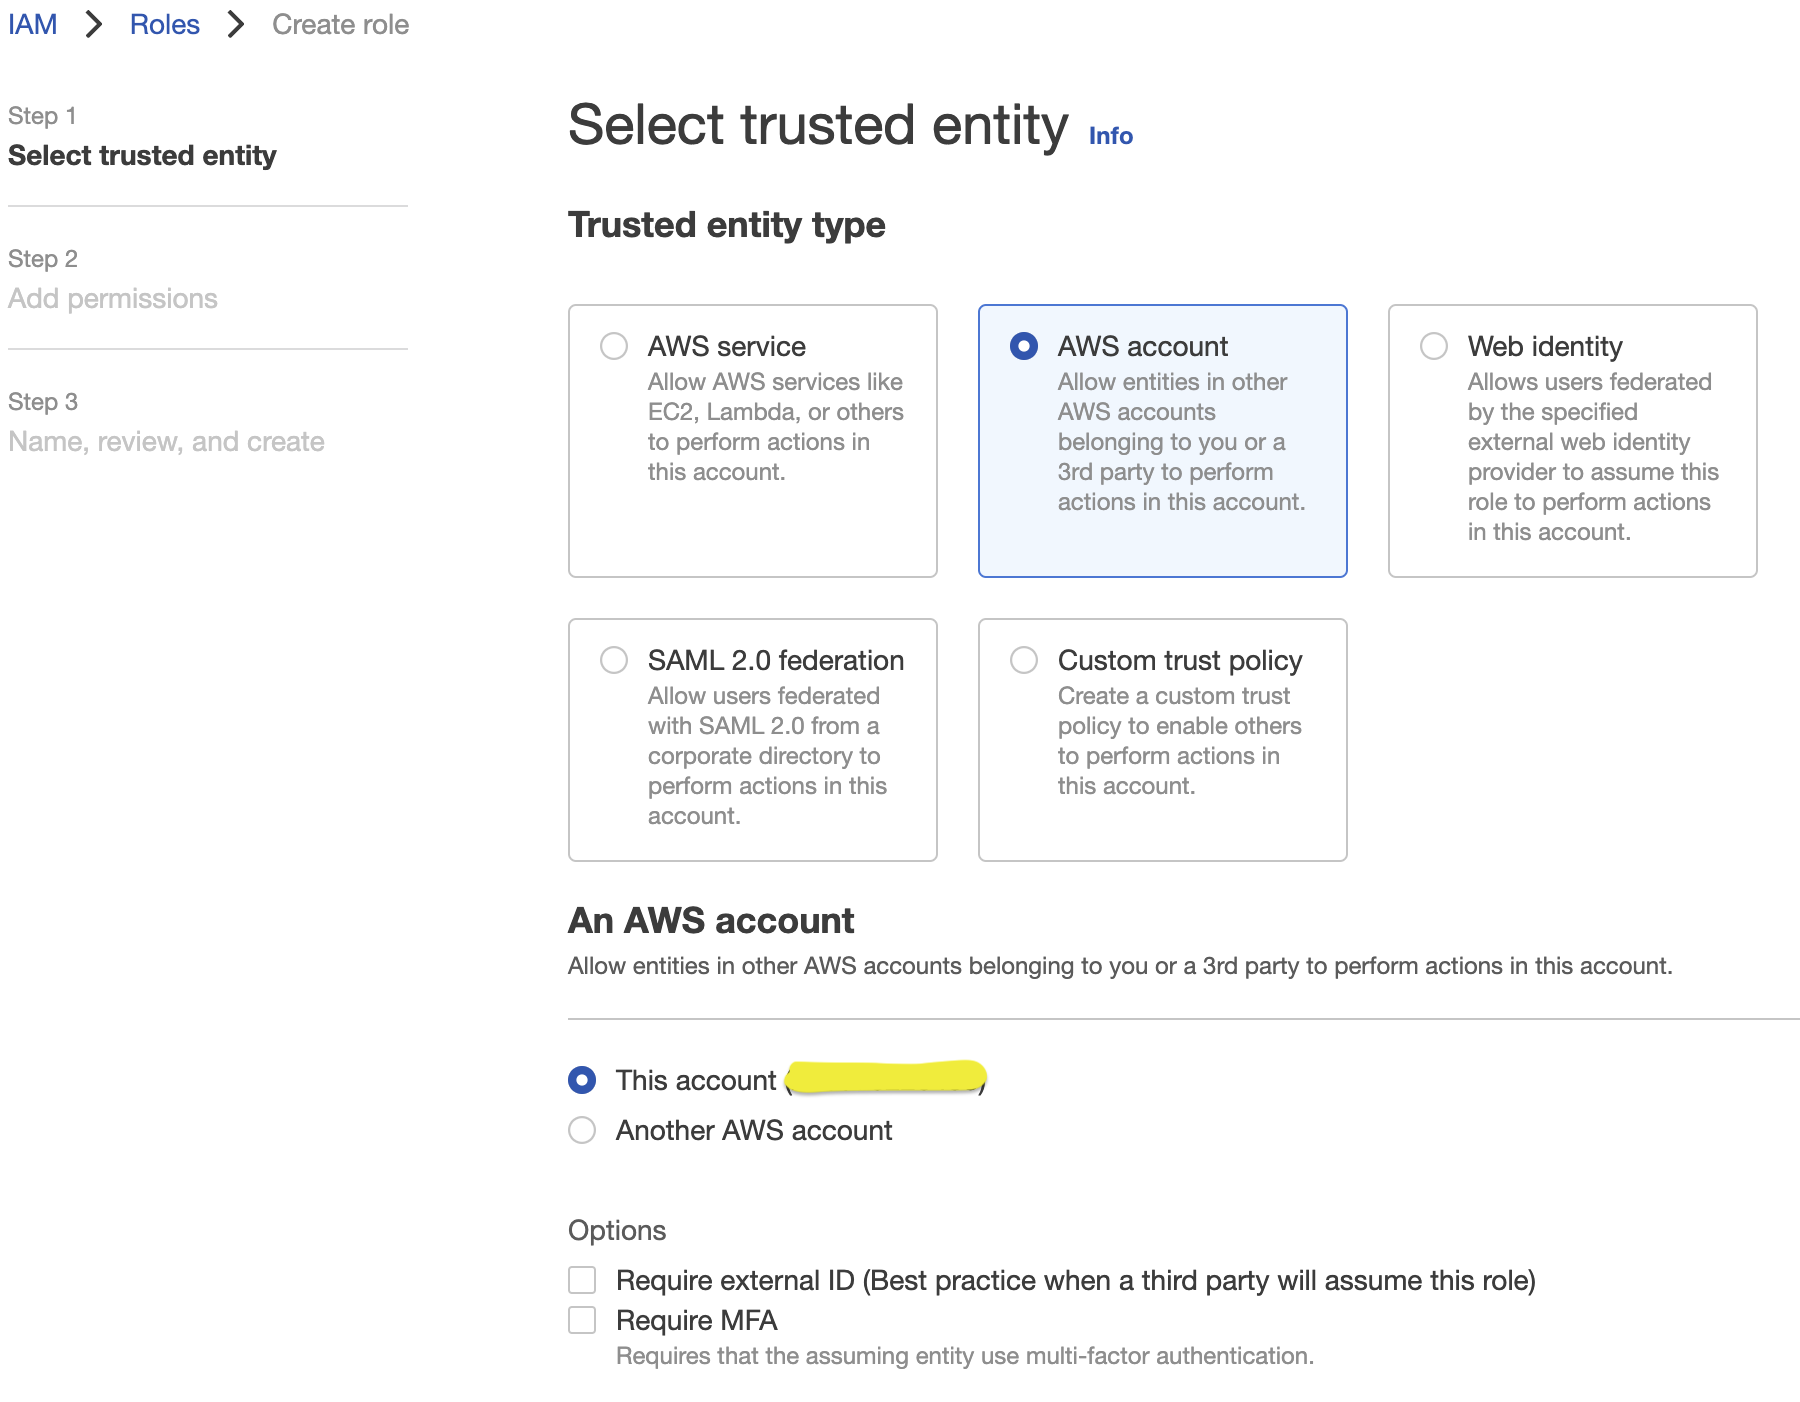 IAM > Roles > Create role
Step 1
Select trusted entity
Step 2
Add permissions
Step 3
Name, review, and create
Select trusted entity Info
Trusted entity type
AWS service
Allow AWS services like
EC2, Lambda, or others
to perform actions in
this account.
AWS account
Allow entities in other
AWS accounts
belonging to you or a
3rd party to perform
actions in this account.
Web identity
Allows users federated
by the specified
external web identity
provider to assume this
role to perform actions
in this account.
SAML 2.0 federation
Allow users federated
with SAML 2.0 from a
corporate directory to
perform actions in this
account.
Custom trust policy
Create a custom trust
policy to enable others
to perform actions in
this account.
An AWS account
Allow entities in other AWS accounts belonging to you or a 3rd party to perform actions in this account.
This account ( )
Another AWS account
Options
Require external ID (Best practice when a third party will assume this role)
Require MFA
Requires that the assuming entity use multi-factor authentication.